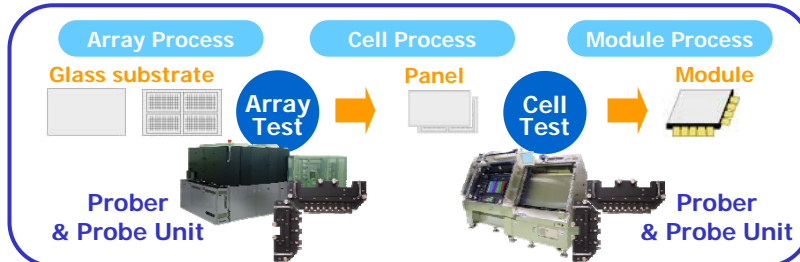 Array Process
Cell Process
Module Process
Glass substrate
Panel
Module
Array
Test
Cell
Test
Prober
& Probe Unit
Prober
& Probe Unit